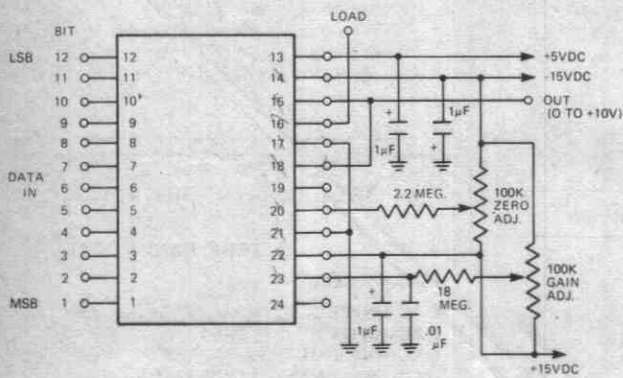 LOAD
BIT
LSB 12 12 13 +5VDC
11 11 14 -15VDC
10 10 15 OUT
(0 TO +10V)
9 9 16
8 8 17
1μF
1μF
+
+
DATA
IN
7 7 18
6 6 19
5 5 20
2.2 MEG.
100K
ZERO
ADJ.
4 4 21
3 3 22
2 2 23
MSB 1 1 24
+
1μF
.01
μF
18
MEG.
100K
GAIN
ADJ.
+15VDC